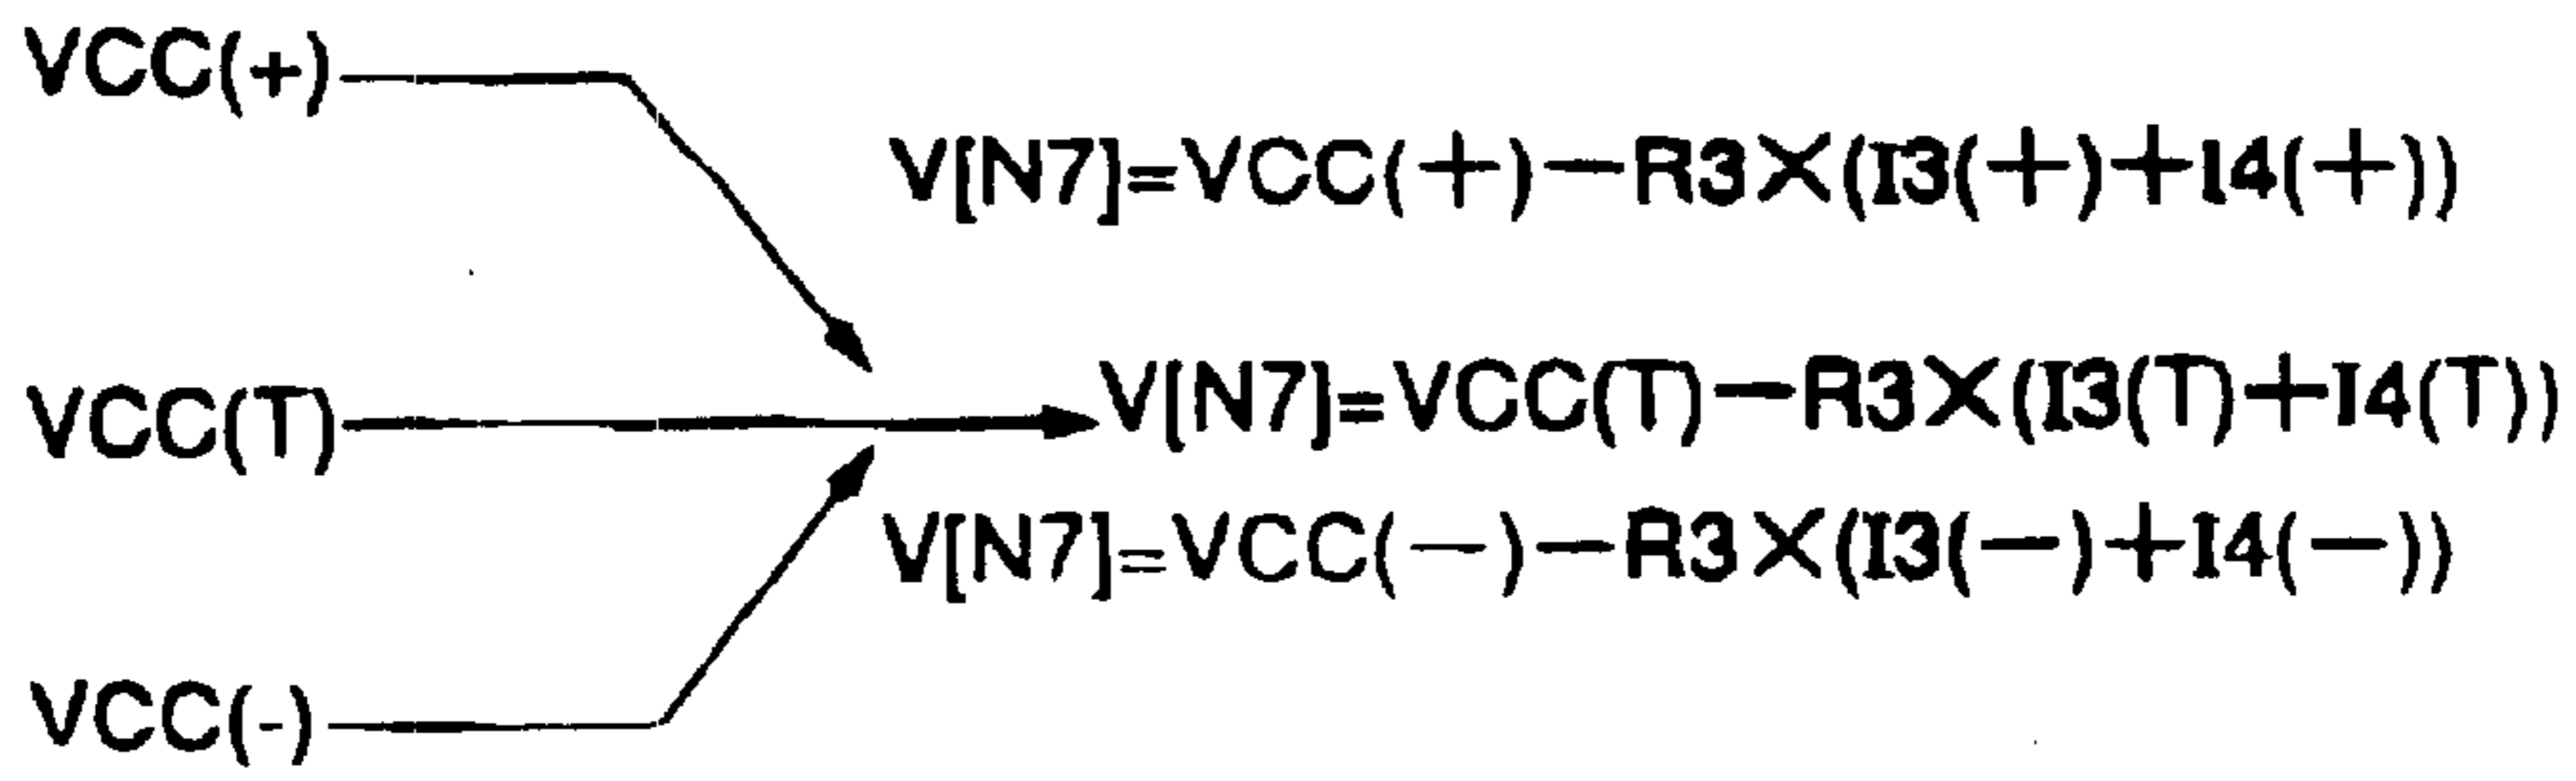 VCC(+)
V[N7]=VCC(+)−R3×(I3(+)+I4(+))
VCC(T)
V[N7]=VCC(T)−R3×(I3(T)+I4(T))
V[N7]=VCC(−)−R3×(I3(−)+I4(−))
VCC(-)